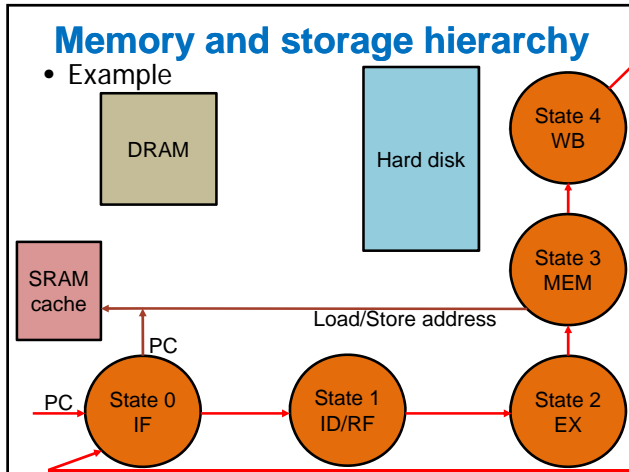 Memory and storage hierarchy
• Example
DRAM
Hard disk
State 4
WB
SRAM
cache
State 3
MEM
Load/Store address
PC
PC
State 0
IF
State 1
ID/RF
State 2
EX